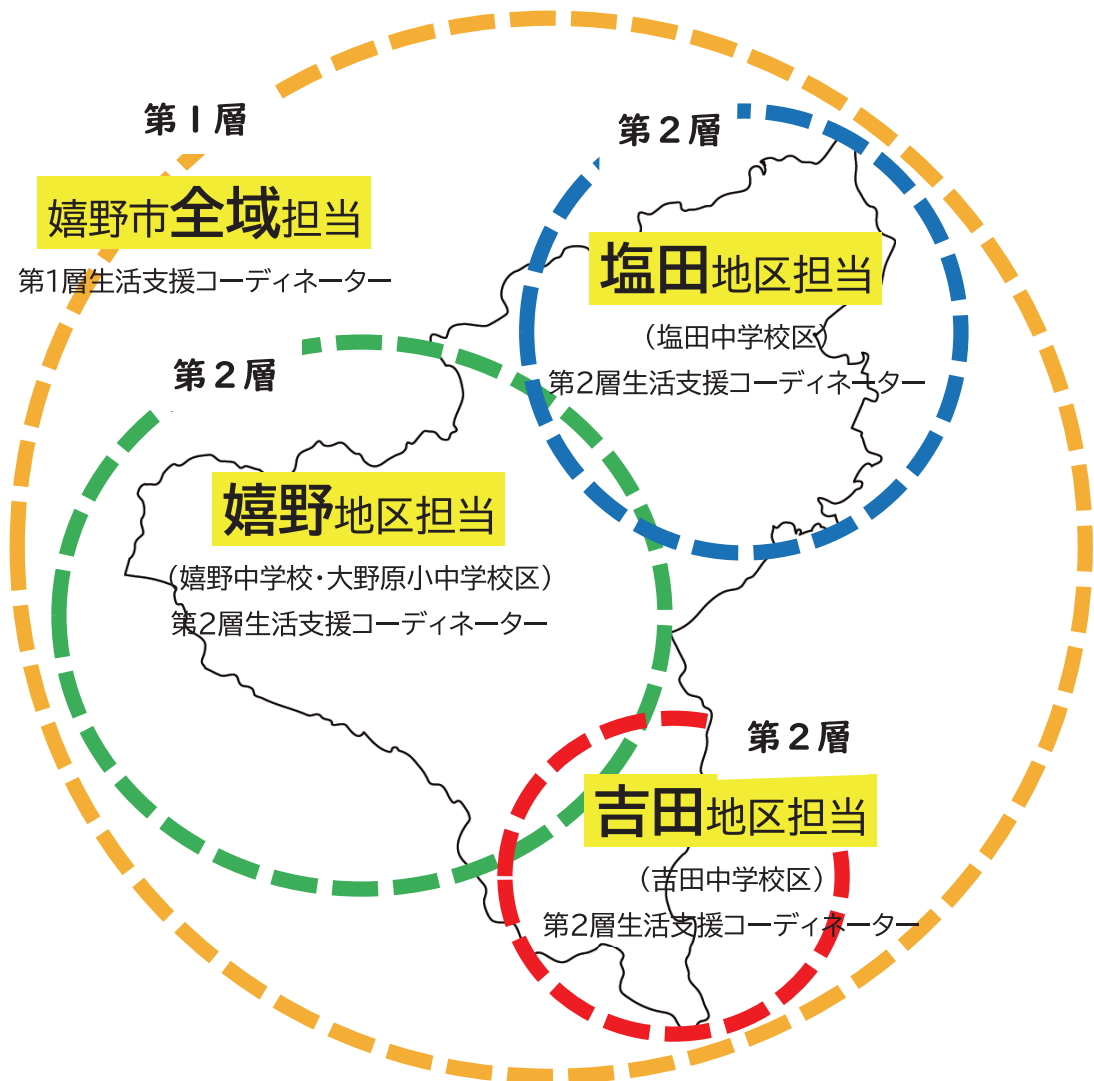 第1層
嬉野市全域担当
第1層生活支援コーディネーター
第2層
塩田地区担当
（塩田中学校区）
第2層生活支援コーディネーター
第2層
嬉野地区担当
（嬉野中学校・大野原小中学校区）
第2層生活支援コーディネーター
第2層
吉田地区担当
（吉田中学校区）
第2層生活支援コーディネーター